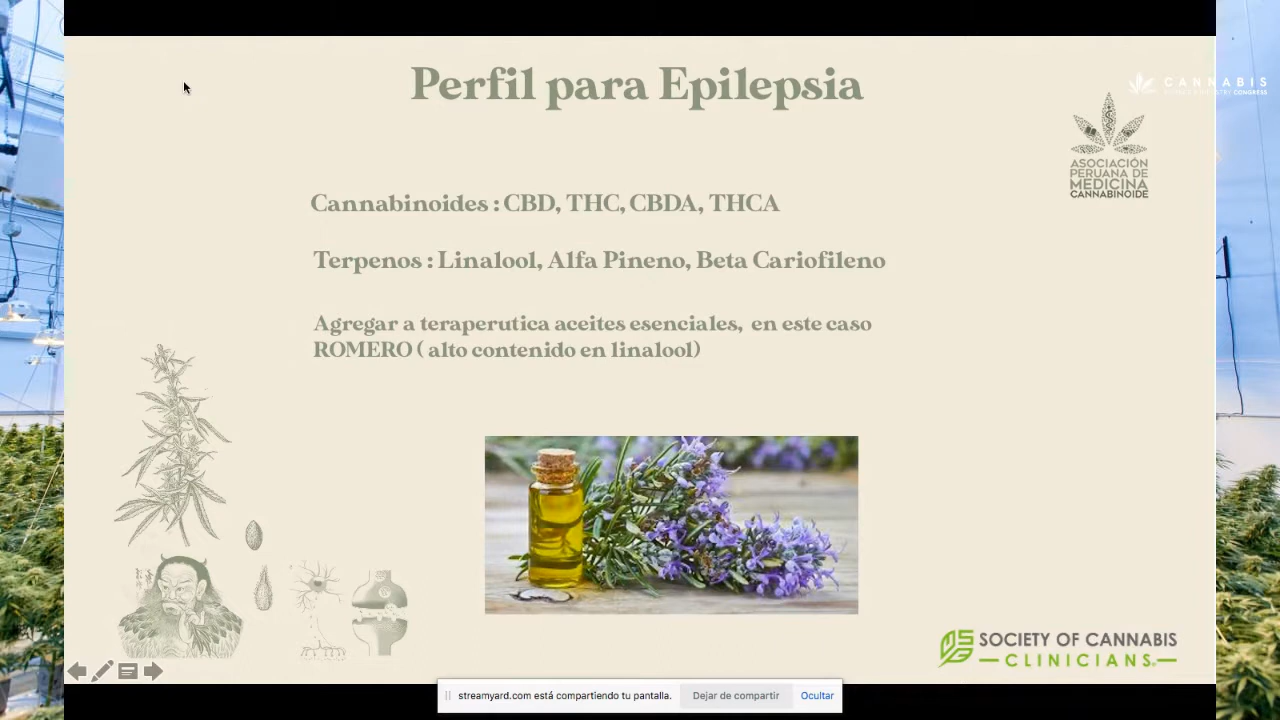 Perfil para Epilepsia
CANNABIS
CONGRESS
ASOCIACIÓN
PERUANA DE
MEDICINA
CANNABINOIDE
Cannabinoides : CBD, THC, CBDA, THCA
Terpenos : Linalool, Alfa Pineno, Beta Cariofileno
Agregar a teraperutica aceites esenciales, en este caso
ROMERO ( alto contenido en linalool)
SOCIETY OF CANNABIS
CLINICIANS
streamyard.com está compartiendo tu pantalla.
Dejar de compartir
Ocultar